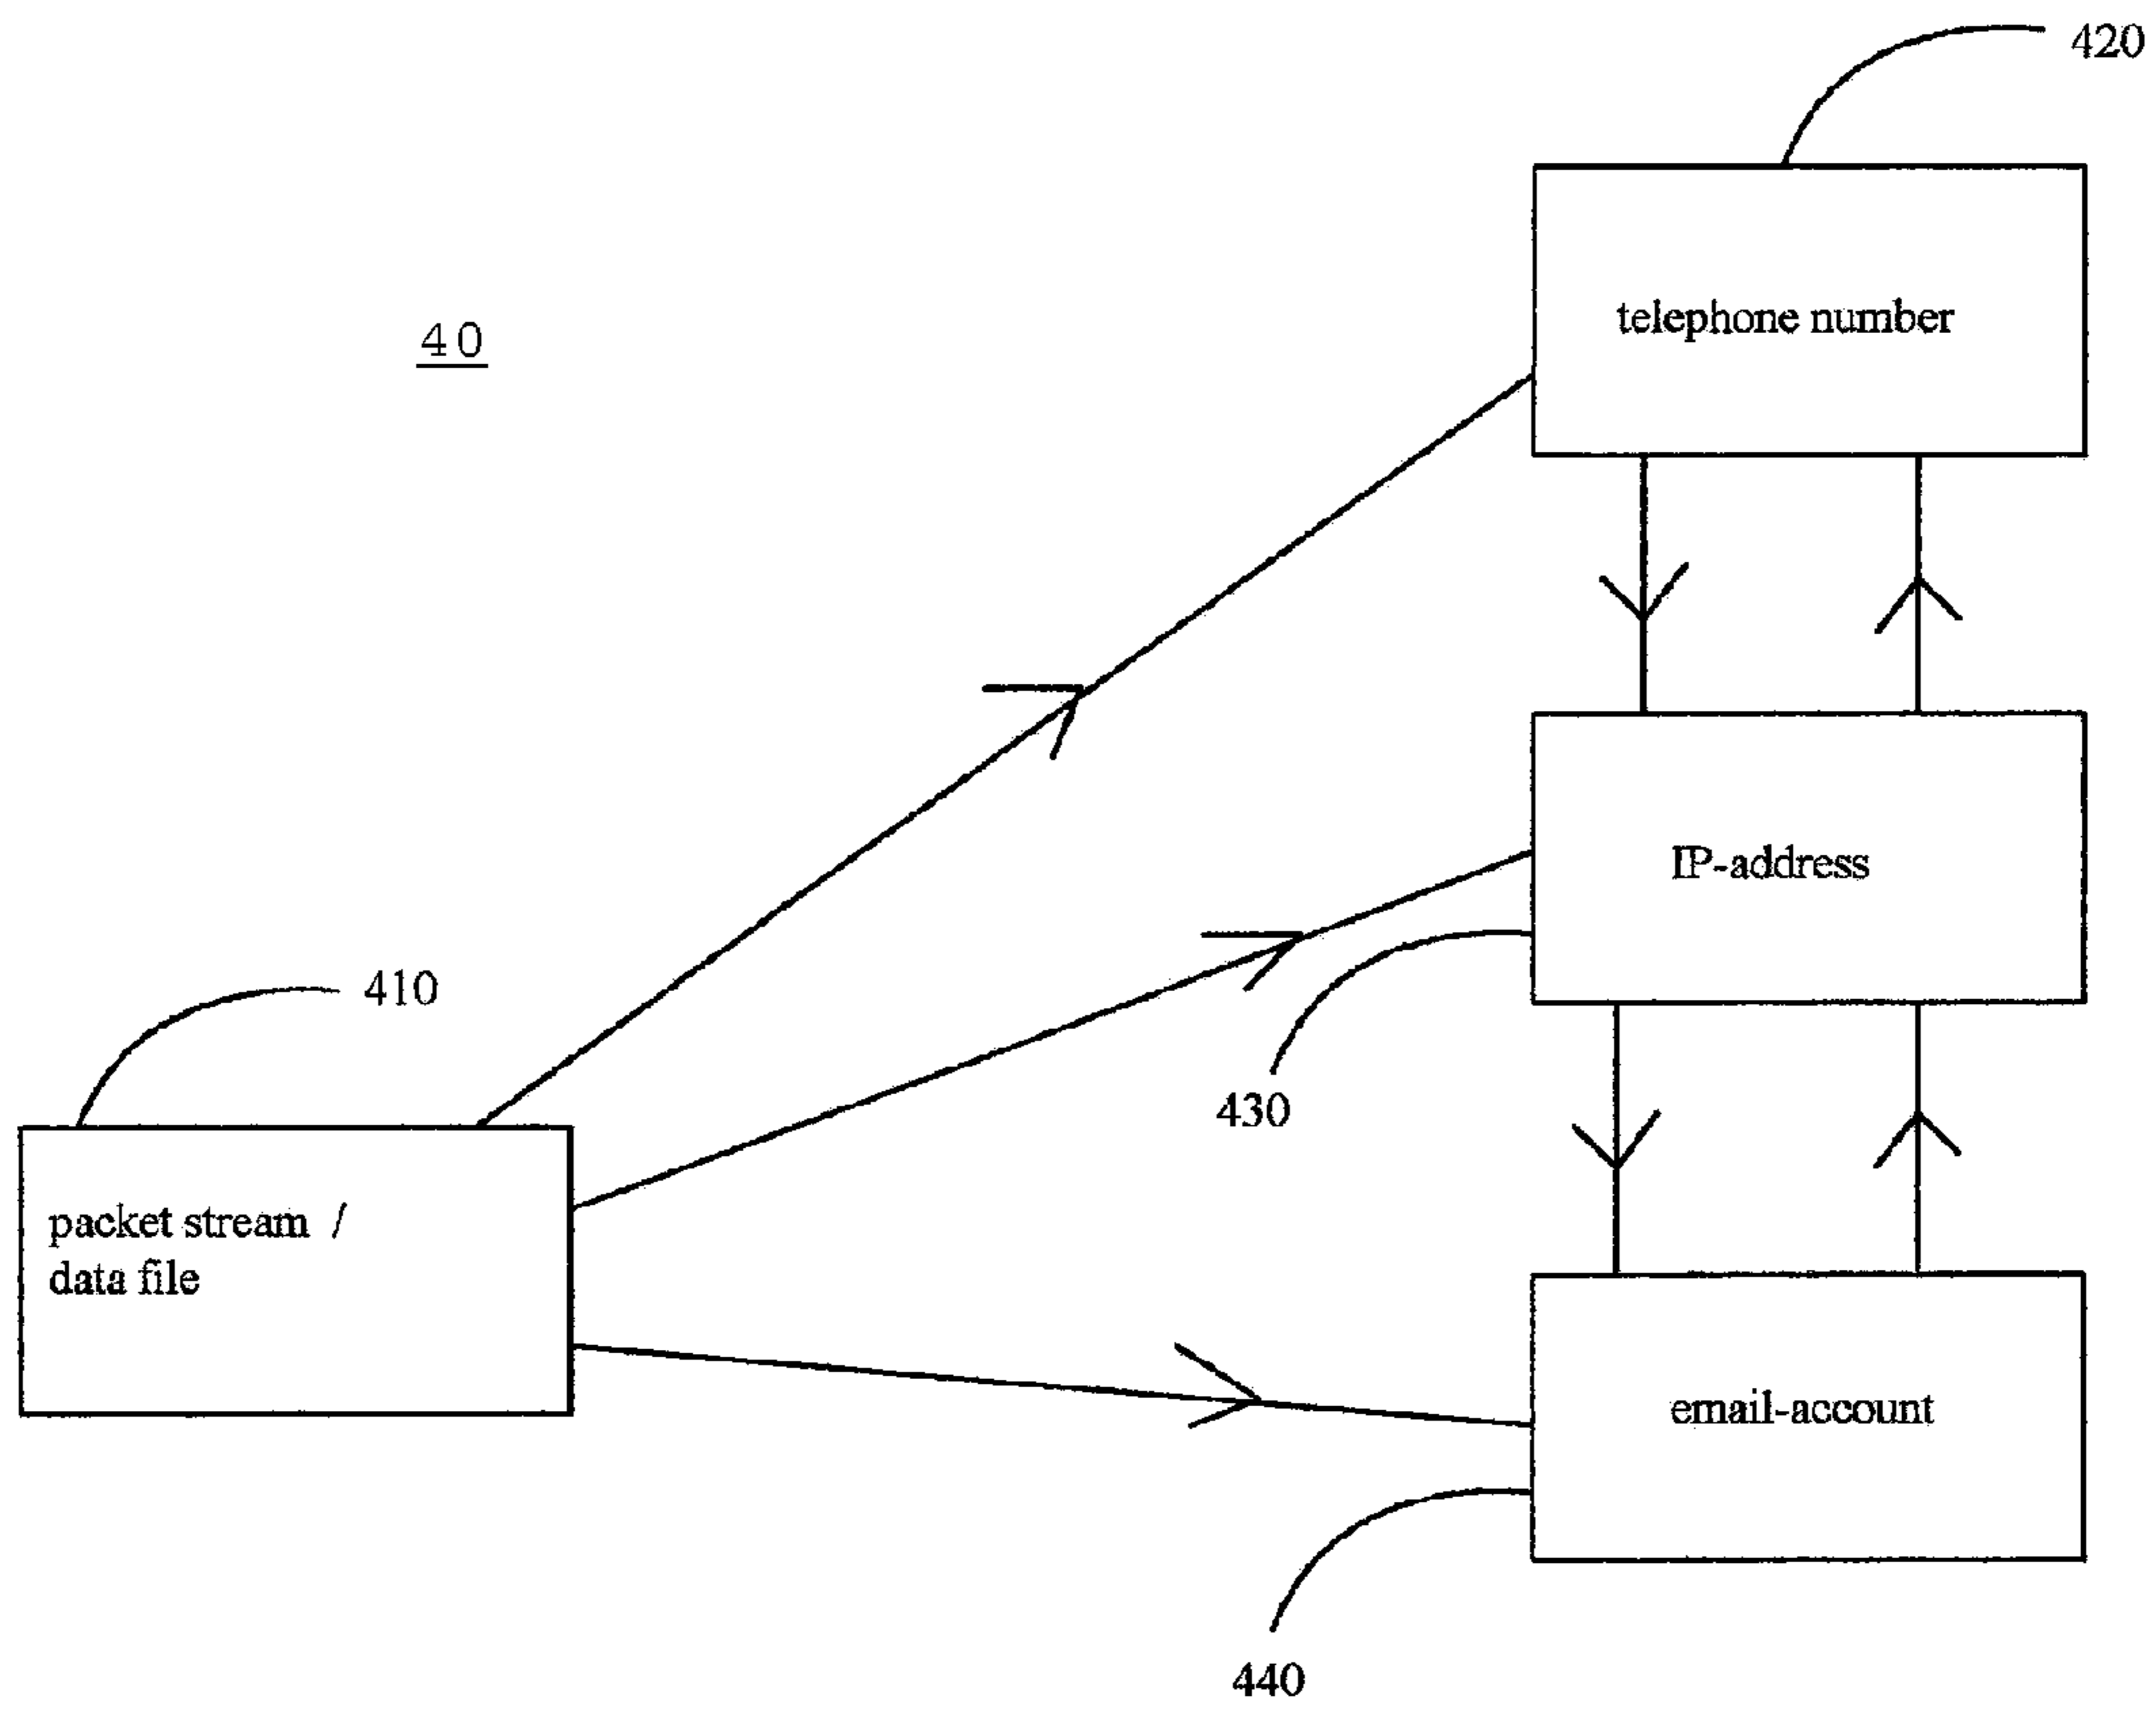 420
telephone number
40
IP-address
410
430
packet stream /
data file
email-account
440